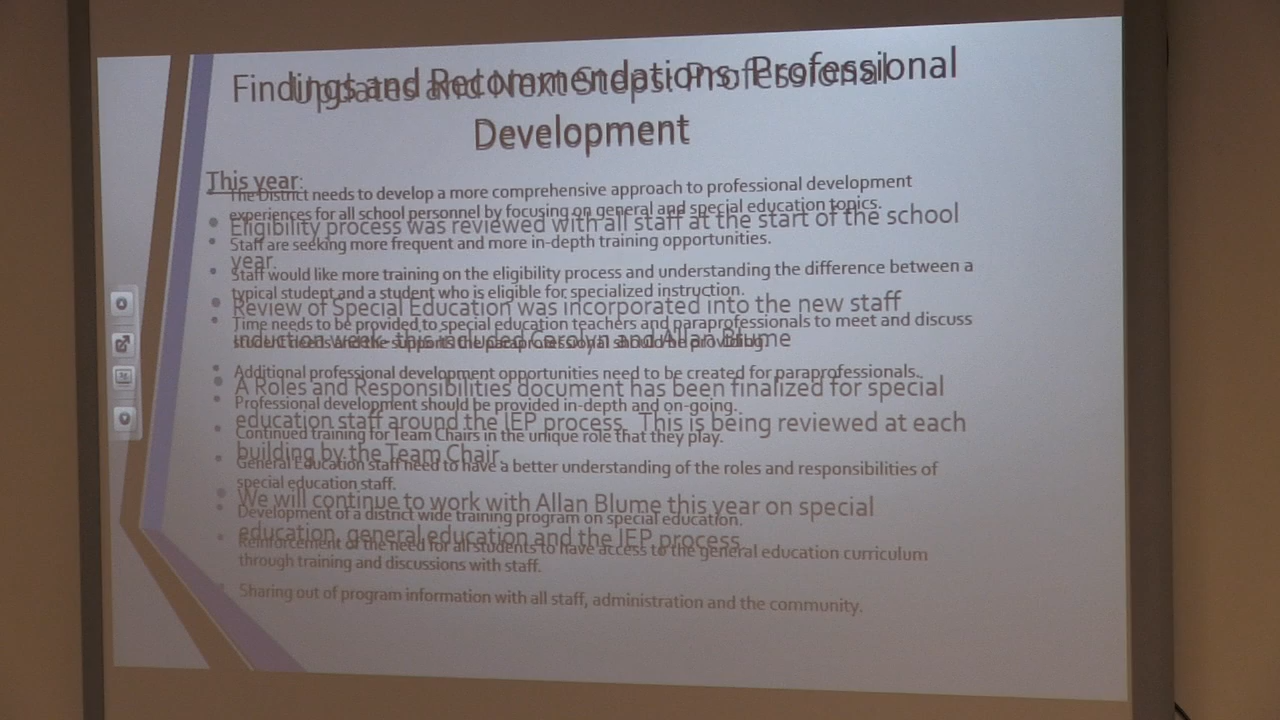 Findings and Recommendations: Professional
Development
The District needs to develop a more comprehensive approach to professional development
experiences for all school personnel by focusing on general and special education topics.
Staff are seeking more frequent and more in-depth training opportunities.
Staff would like more training on the eligibility process and understanding the difference between a
typical student and a student who is eligible for specialized instruction.
Time needs to be provided to special education teachers and paraprofessionals to meet and discuss
student needs and the supports the paraprofessional should be providing.
Additional professional development opportunities need to be created for paraprofessionals.
Professional development should be provided in-depth and on-going.
Continued training for Team Chairs in the unique role that they play.
General Education staff need to have a better understanding of the roles and responsibilities of
special education staff.
Development of a district wide training program on special education.
Reinforcement of the need for all students to have access to the general education curriculum
through training and discussions with staff.
Sharing out of program information with all staff, administration and the community.
Updates and Next Steps: Professional
Development
This year:
Eligibility process was reviewed with all staff at the start of the school
year.
Review of Special Education was incorporated into the new staff
induction week- this included Carolyn and Allan Blume
A Roles and Responsibilities document has been finalized for special
education staff around the IEP process. This is being reviewed at each
building by the Team Chair.
We will continue to work with Allan Blume this year on special
education, general education and the IEP process